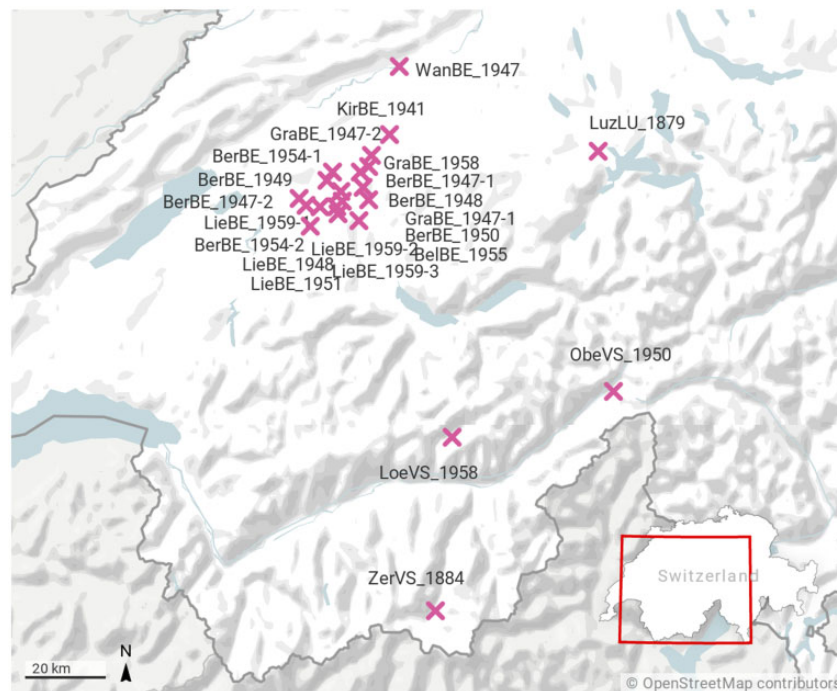 WanBE_1947
KirBE_1941
LuzLU_1879
GraBE_1947-2
BerBE_1954-1
GraBE_1958
BerBE_1949
BerBE_1947-1
BerBE_1947-2
BerBE_1948
LieBE_1959-1
GraBE_1947-1
BerBE_1954-2
BerBE_1950
LieBE_1959-2
BelBE_1955
LieBE_1948
LieBE_1959-3
LieBE_1951
ObeVS_1950
LoeVS_1958
ZerVS_1884
Switzerland
20 km
N
© OpenStreetMap contributors